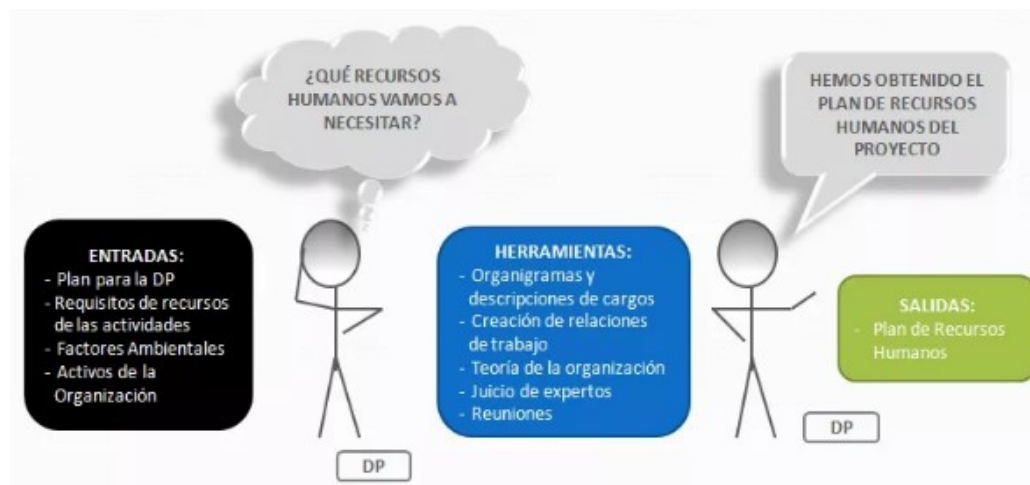 ¿QUÉ RECURSOS
HUMANOS VAMOS A
NECESITAR?
HEMOS OBTENIDO EL
PLAN DE RECURSOS
HUMANOS DEL
PROYECTO
ENTRADAS:
- Plan para la DP
- Requisitos de recursos
de las actividades
- Factores Ambientales
- Activos de la
Organización
HERRAMIENTAS:
- Organigramas y
descripciones de cargos
- Creación de relaciones
de trabajo
- Teoría de la organización
- Juicio de expertos
- Reuniones
SALIDAS:
- Plan de Recursos
Humanos
DP
DP